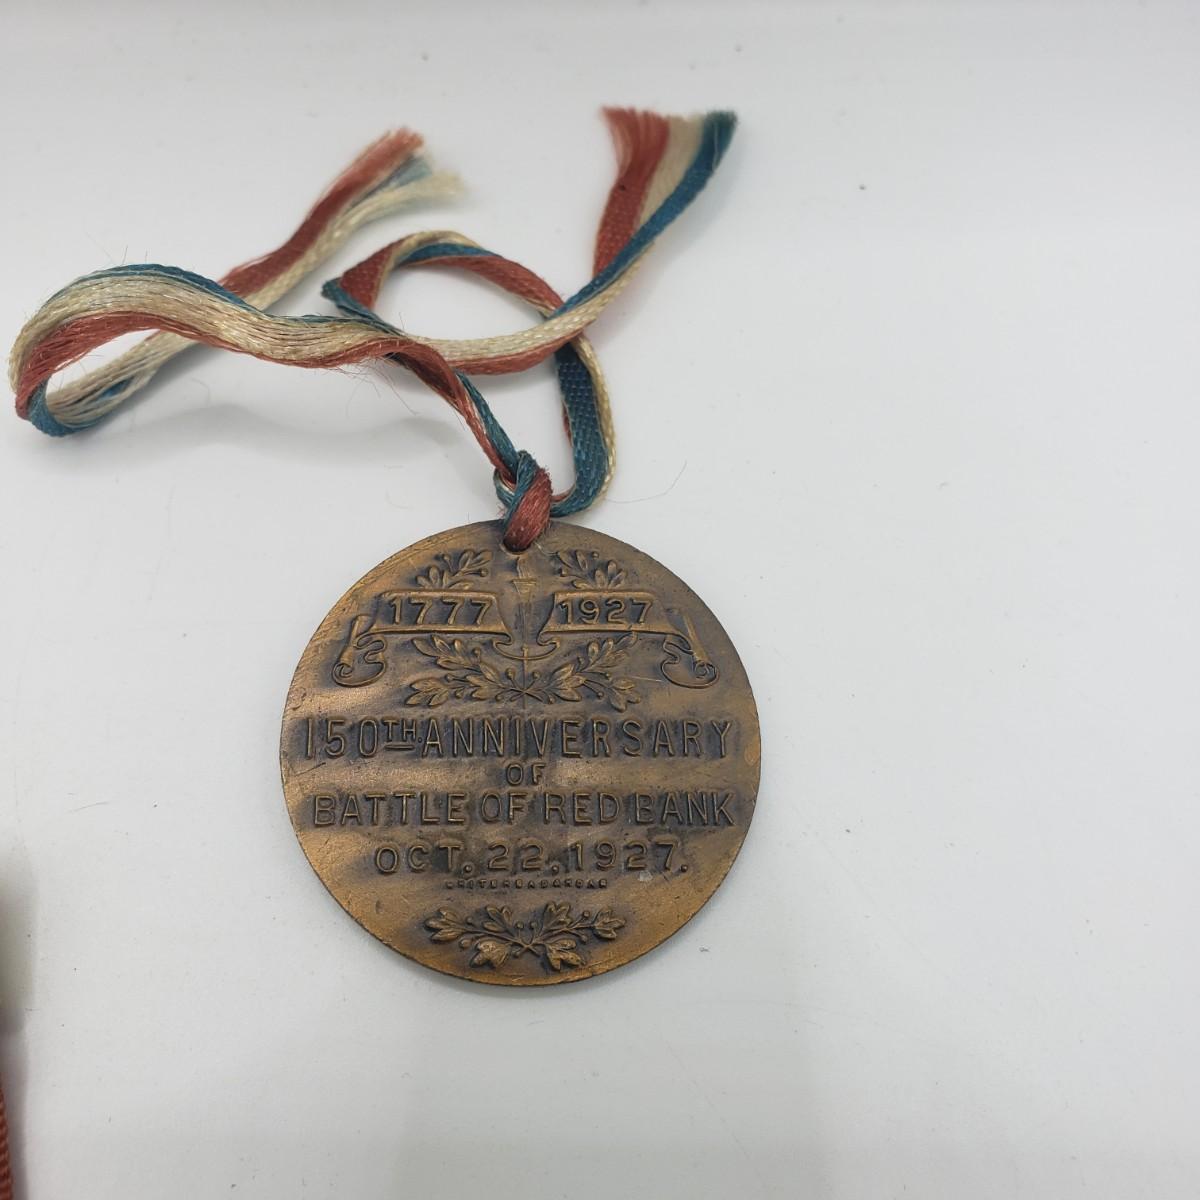 1777 1927
150TH. ANNIVERSARY
OF
BATTLE OF RED BANK
OCT. 22, 1927.